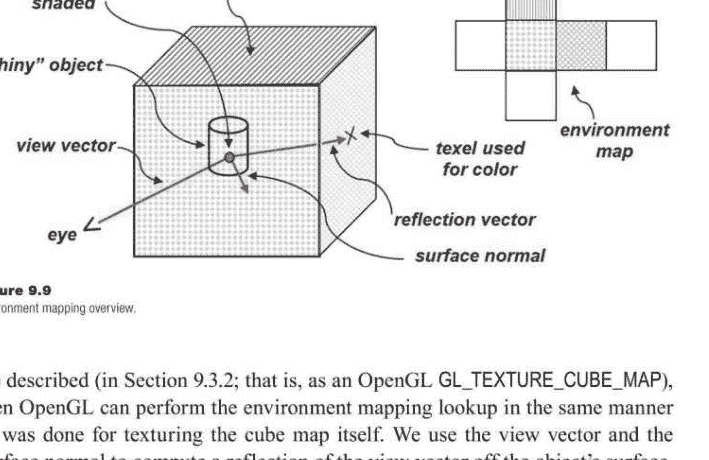 shaded
hiny" object
view vector
environment
map
texel used
for color
reflection vector
eye
surface normal
ure 9.9
onment mapping overview.
described (in Section 9.3.2; that is, as an OpenGL GL_TEXTURE_CUBE_MAP),
en OpenGL can perform the environment mapping lookup in the same manner
was done for texturing the cube map itself. We use the view vector and the
rface normal to compute a reflection of the view vector off the object's surface.